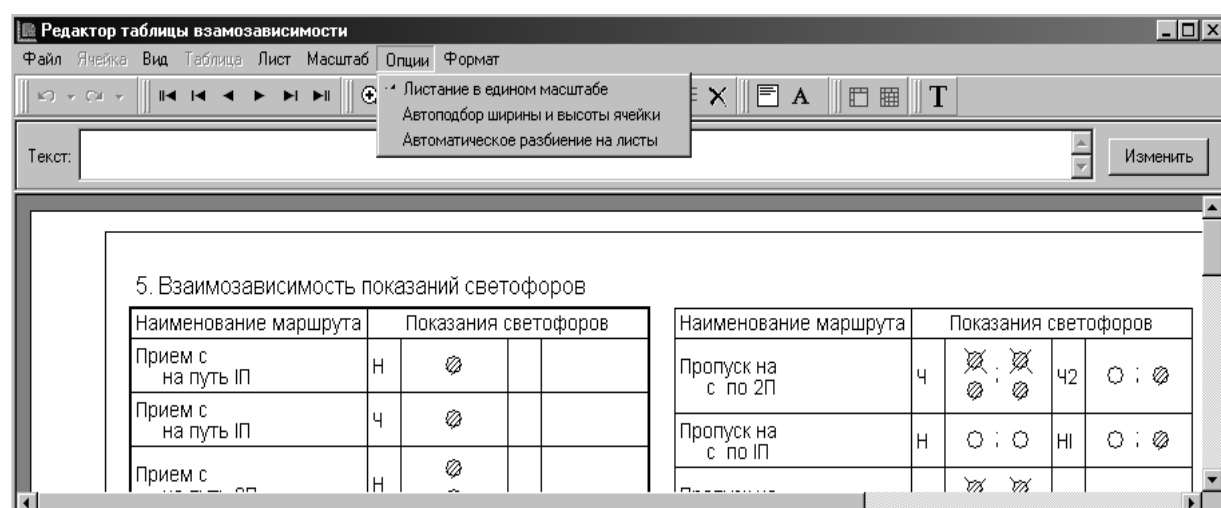 Редактор таблицы взамозависимости
Файл Ячейка Вид Таблица Лист Масштаб Опции Формат
Листание в едином масштабе
Автоподбор ширины и высоты ячейки
Автоматическое разбиение на листы
A T
Текст: Изменить
5. Взаимозависимость показаний светофоров
Наименование маршрута Показания светофоров Наименование маршрута Показания светофоров
Прием с
на путь IП Н
Пропуск на
с по 2П Ч ; Ч2 ;
Прием с
на путь IП Ч
Пропуск на
с по IП Н ; НI ;
Прием с
Н